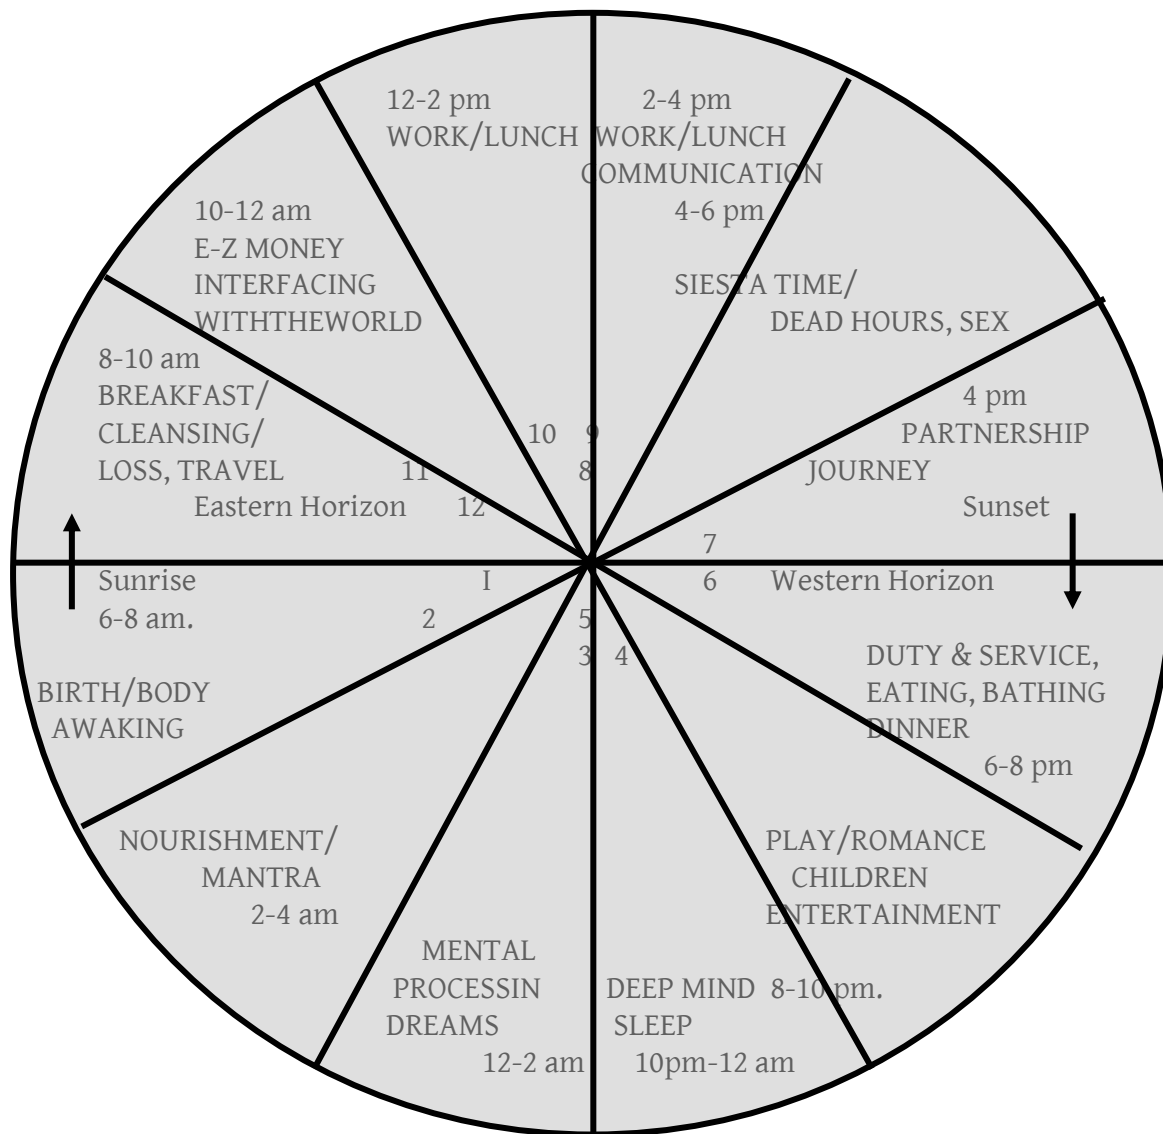 12-2 pm
WORK/LUNCH
2-4 pm
WORK/LUNCH
COMMUNICATION
10-12 am
E-Z MONEY
INTERFACING
WITHTHEWORLD
4-6 pm
SIESTA TIME/
DEAD HOURS, SEX
8-10 am
BREAKFAST/
CLEANSING/
LOSS, TRAVEL
4 pm
PARTNERSHIP
JOURNEY
10 9
11 8
Eastern Horizon 12
Sunset
7
Sunrise I
6 Western Horizon
6-8 am.
2 5
3 4
BIRTH/BODY
AWAKING
DUTY & SERVICE,
EATING, BATHING
DINNER
6-8 pm
NOURISHMENT/
MANTRA
2-4 am
PLAY/ROMANCE
CHILDREN
ENTERTAINMENT
8-10 pm.
MENTAL
PROCESSIN
DREAMS
12-2 am
DEEP MIND
SLEEP
10pm-12 am